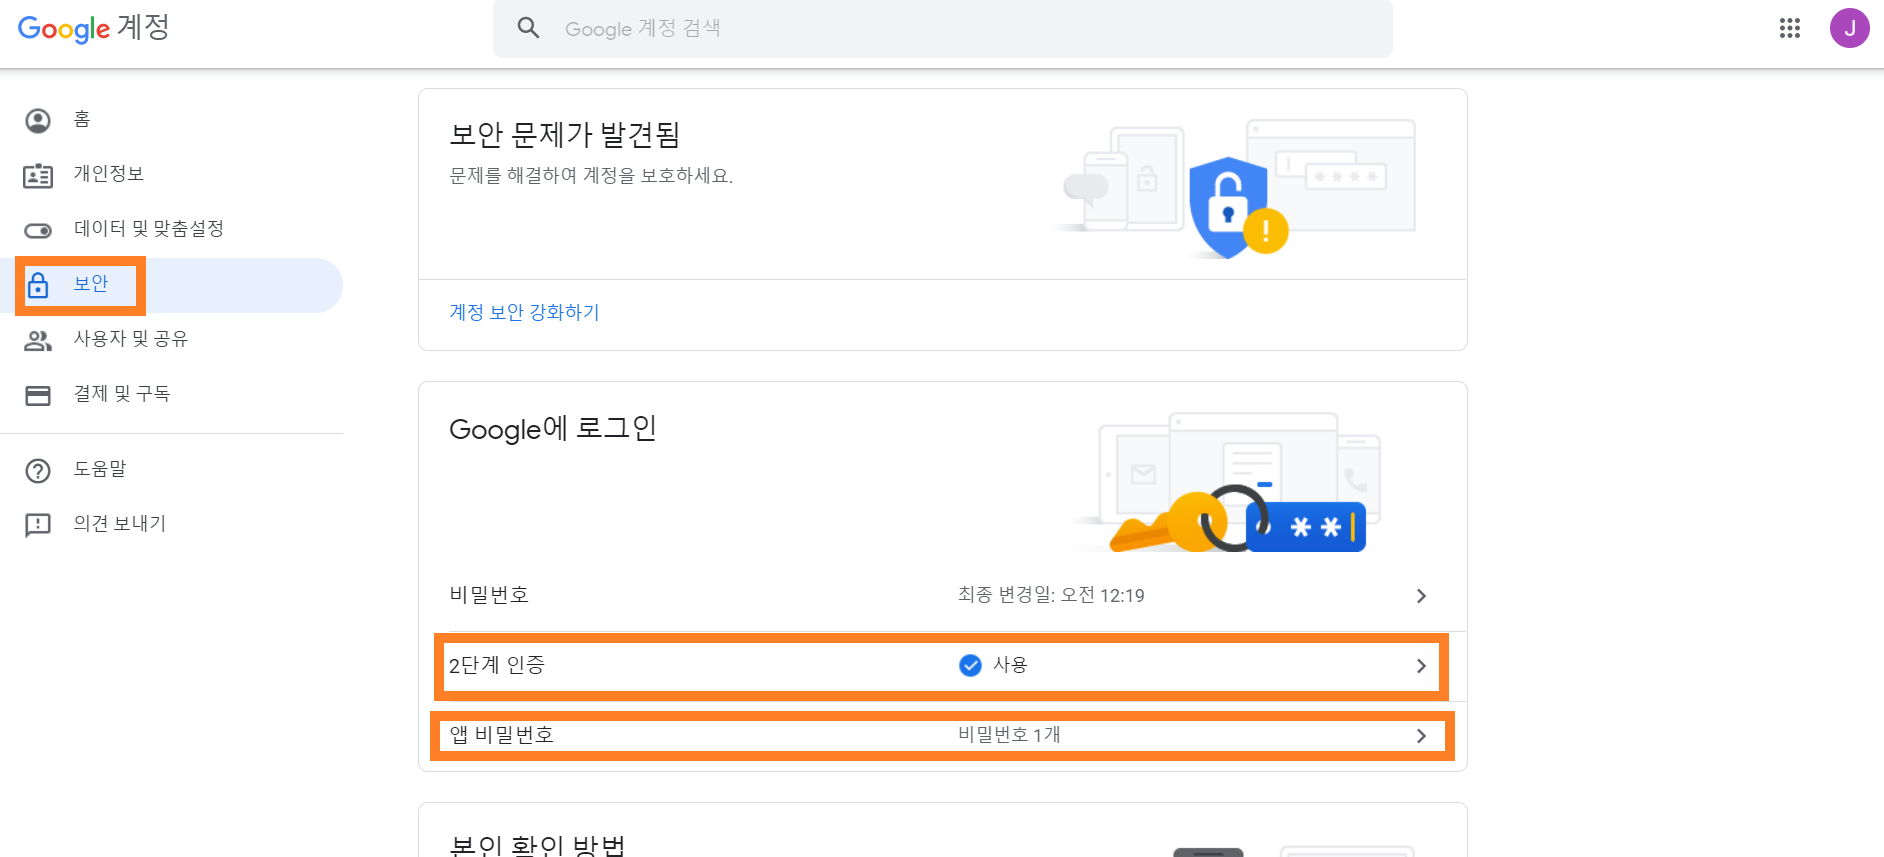 Google 계정
Google 계정 검색
J
홈
개인정보
데이터 및 맞춤설정
보안
사용자 및 공유
결제 및 구독
도움말
의견 보내기
보안 문제가 발견됨
문제를 해결하여 계정을 보호하세요.
계정 보안 강화하기
Google에 로그인
비밀번호 최종 변경일: 오전 12:19
2단계 인증 사용
앱 비밀번호 비밀번호 1개
본인 확인 방법